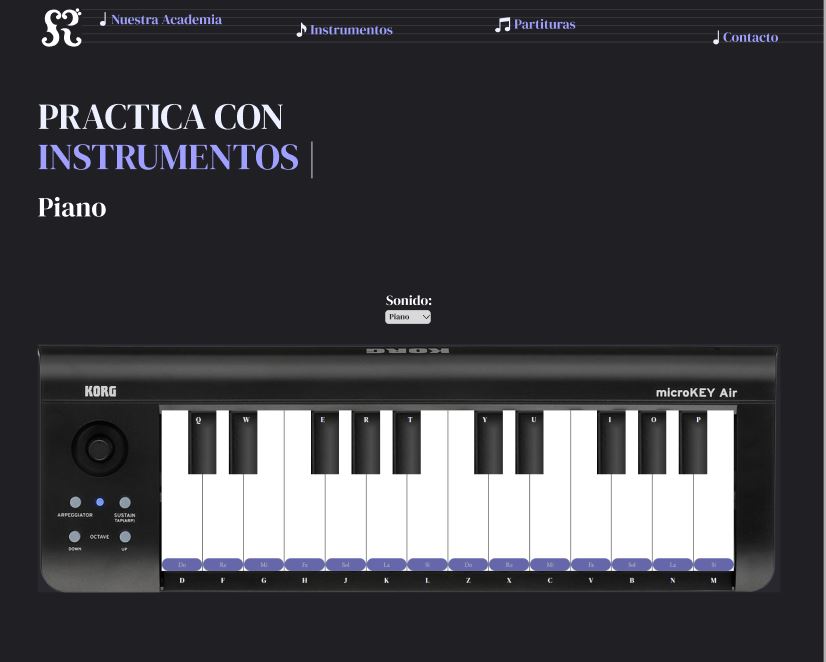 Nuestra Academia
Instrumentos
Partituras
Contacto
PRACTICA CON
INSTRUMENTOS
Piano
Sonido:
Piano
KORG
KORG
microKEY Air
Q W E R T Y U I O P
ARPEGGIATOR
SUSTAIN
TAP(ARP)
OCTAVE
DOWN
UP
Do Re Mi Fa Sol La Si Do Re Mi Fa Sol La Si
D F G H J K L Z X C V B N M